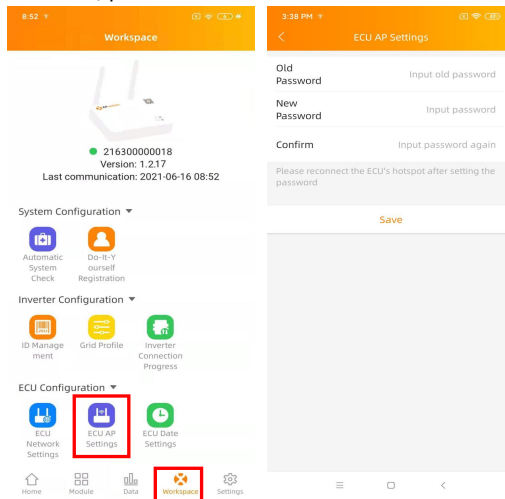 8:52
Workspace
216300000018
Version: 1.2.17
Last communication: 2021-06-16 08:52
System Configuration
Automatic
System
Check
Do-It-Y
ourself
Registration
Inverter Configuration
ID Manage
ment
Grid Profile
Inverter
Connection
Progress
ECU Configuration
ECU
Network
Settings
ECU AP
Settings
ECU Date
Settings
Home
Module
Data
Workspace
Settings
3:38 PM
ECU AP Settings
Old
Password
Input old password
New
Password
Input password
Confirm
Input password again
Please reconnect the ECU's hotspot after setting the
password
Save